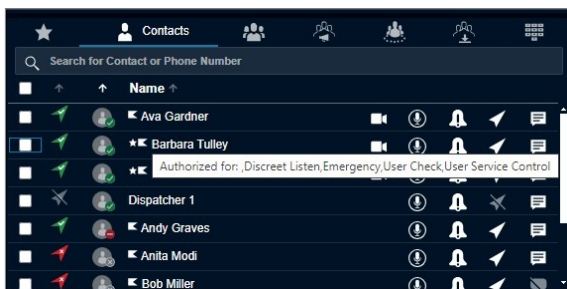 Contacts
Search for Contact or Phone Number
Name
Ava Gardner
Barbara Tulley
Authorized for: ,Discreet Listen,Emergency,User Check,User Service Control
Dispatcher 1
Andy Graves
Anita Modi
Bob Miller